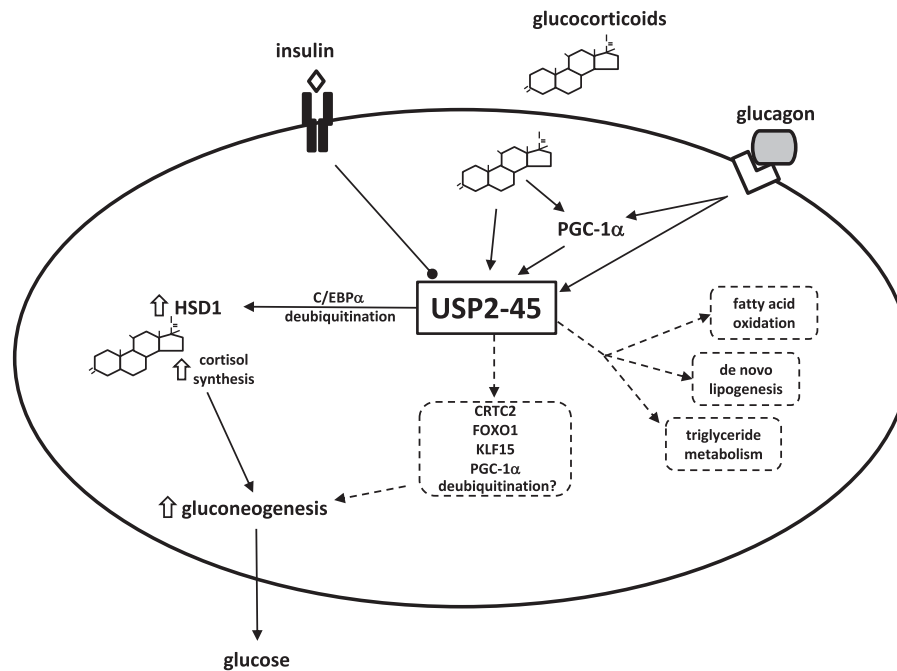 glucocorticoids
insulin
glucagon
PGC-1α
USP2-45
C/EBPα
deubiquitination
HSD1
cortisol
synthesis
fatty acid
oxidation
de novo
lipogenesis
triglyceride
metabolism
CRTC2
FOXO1
KLF15
PGC-1α
deubiquitination?
gluconeogenesis
glucose